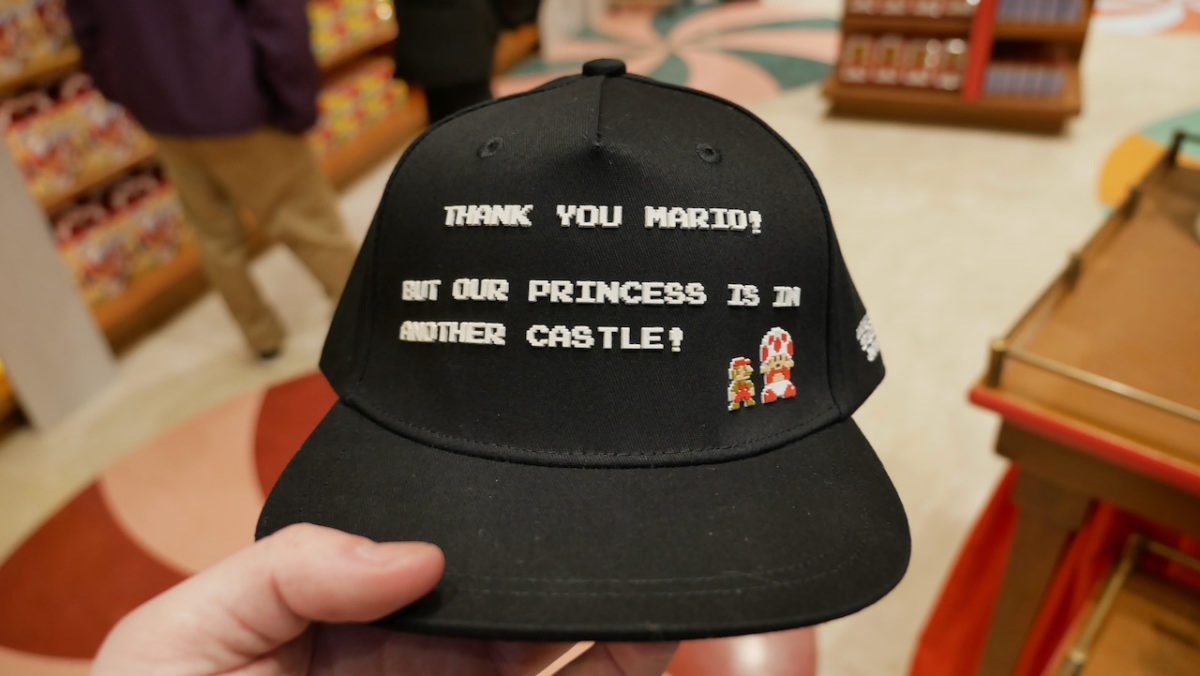 THANK YOU MARIO!
BUT OUR PRINCESS IS IN
ANOTHER CASTLE!